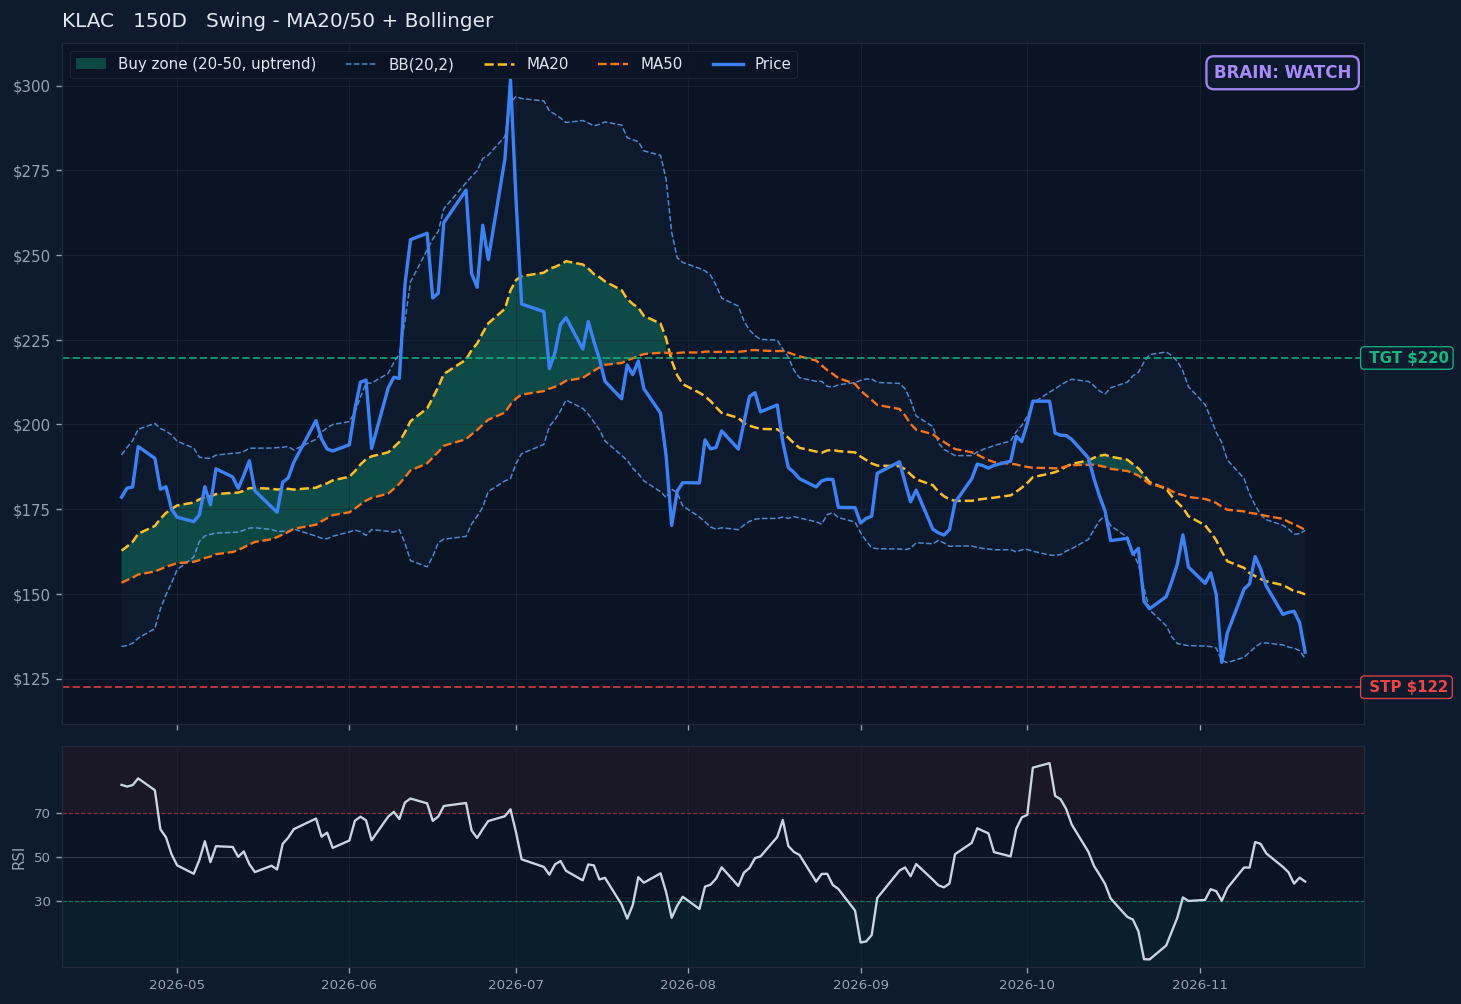 KLAC   150D   Swing - MA20/50 + Bollinger
Buy zone (20-50, uptrend)   BB(20,2)   MA20   MA50   Price
BRAIN: WATCH
$300
$275
$250
$225
$200
$175
$150
$125
TGT $220
STP $122
RSI
70
50
30
2026-05   2026-06   2026-07   2026-08   2026-09   2026-10   2026-11